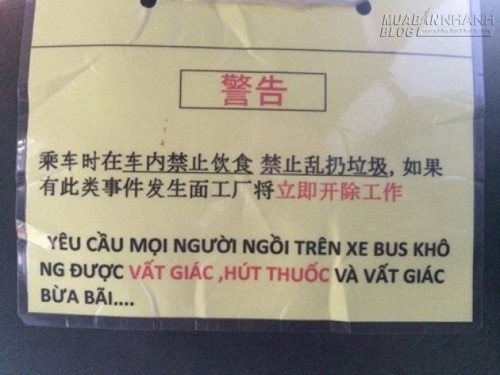 MUABANNHANH
BLOG
警告
乘车时在车内禁止饮食 禁止乱扔垃圾, 如果
有此类事件发生面工厂将立即开除工作
YÊU CẦU MỌI NGƯỜI NGỒI TRÊN XE BUS KHÔ
NG ĐƯỢC VẤT GIÁC ,HÚT THUỐC VÀ VẤT GIÁC
BỪA BÃI....